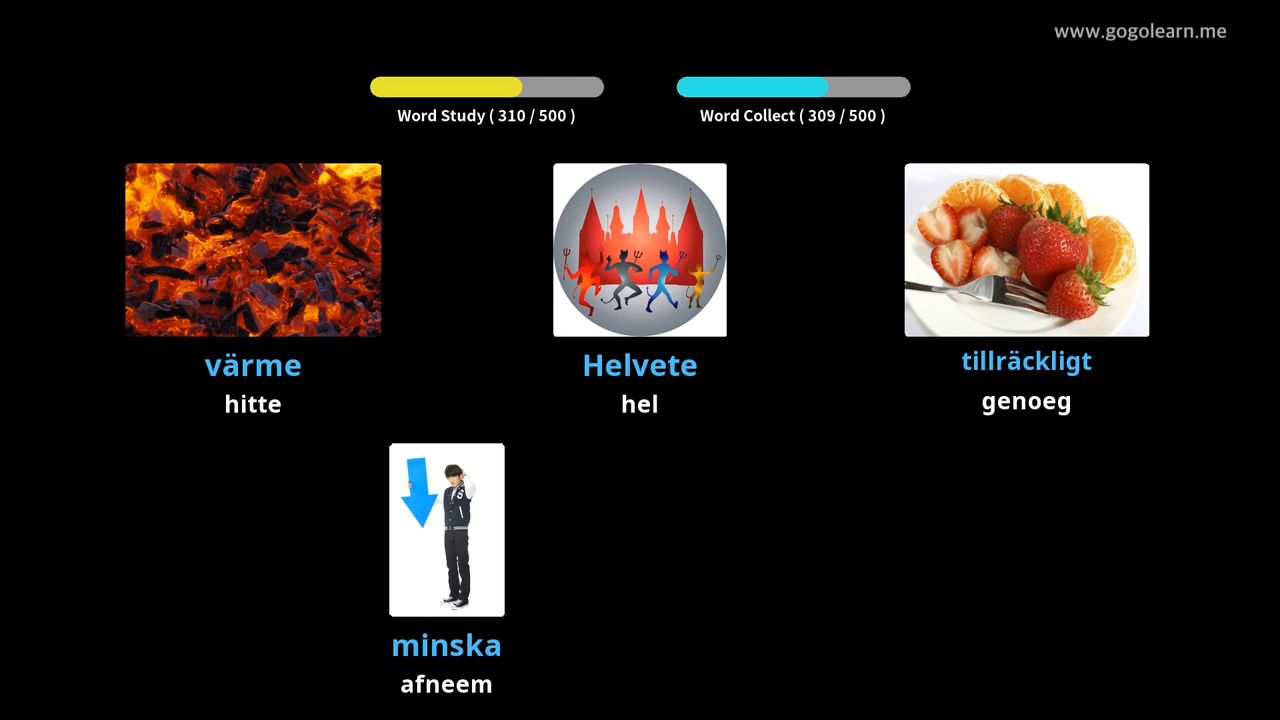 www.gogolearn.me
Word Study ( 310 / 500 )
Word Collect ( 309 / 500 )
värme
hitte
Helvete
hel
tillräckligt
genoeg
minska
afneem